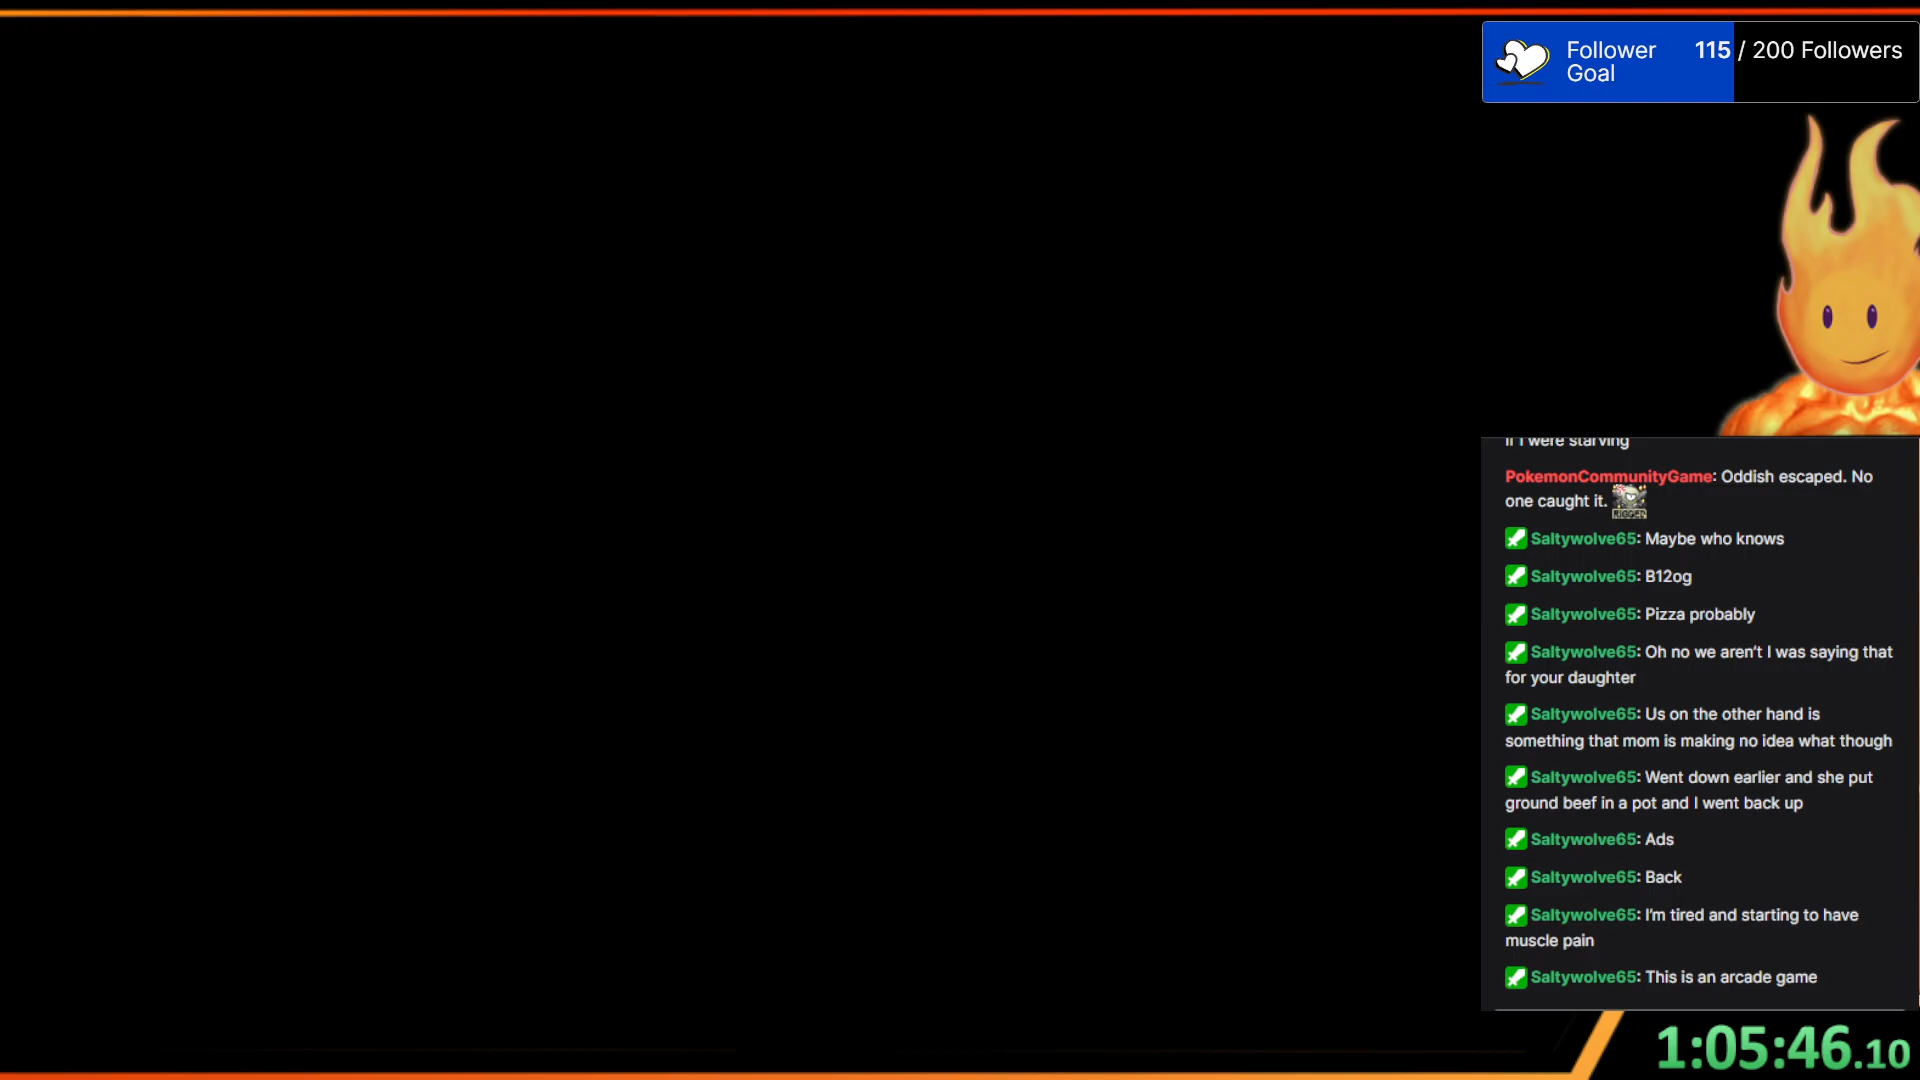 Follower Goal 115 / 200 Followers
if I were starving
PokemonCommunityGame: Oddish escaped. No
one caught it.
Saltywolve65: Maybe who knows
Saltywolve65: B12og
Saltywolve65: Pizza probably
Saltywolve65: Oh no we aren't I was saying that
for your daughter
Saltywolve65: Us on the other hand is
something that mom is making no idea what though
Saltywolve65: Went down earlier and she put
ground beef in a pot and I went back up
Saltywolve65: Ads
Saltywolve65: Back
Saltywolve65: I'm tired and starting to have
muscle pain
Saltywolve65: This is an arcade game
1:05:46.10